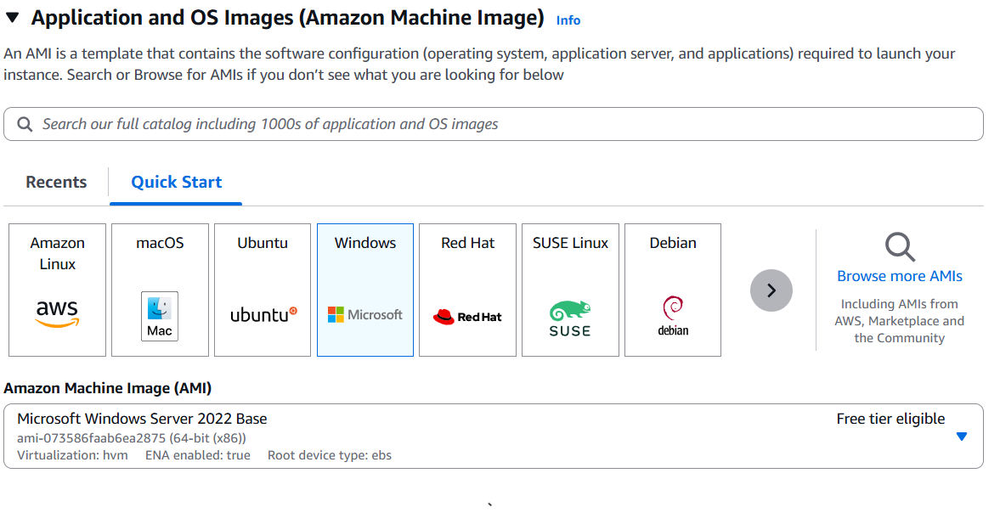 Application and OS Images (Amazon Machine Image) Info
An AMI is a template that contains the software configuration (operating system, application server, and applications) required to launch your
instance. Search or Browse for AMIs if you don’t see what you are looking for below
Search our full catalog including 1000s of application and OS images
Recents
Quick Start
Amazon
Linux
aws
macOS
Mac
Ubuntu
ubuntu
Windows
Microsoft
Red Hat
Red Hat
SUSE Linux
SUSE
Debian
debian
Browse more AMIs
Including AMIs from
AWS, Marketplace and
the Community
Amazon Machine Image (AMI)
Microsoft Windows Server 2022 Base
Free tier eligible
ami-073586faab6ea2875 (64-bit (x86))
Virtualization: hvm ENA enabled: true Root device type: ebs
`